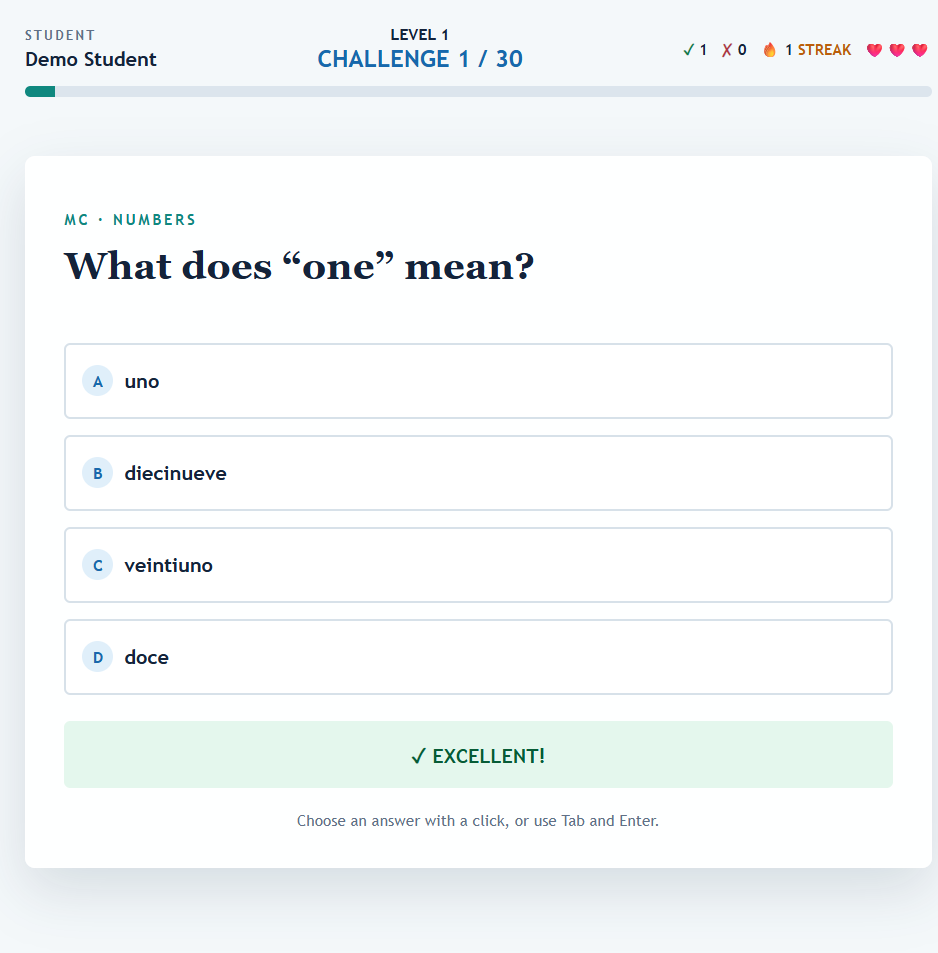 STUDENT
Demo Student
LEVEL 1
CHALLENGE 1 / 30
✓ 1 ✗ 0 🔥 1 STREAK ❤️ ❤️ ❤️
MC · NUMBERS
What does “one” mean?
A uno
B diecinueve
C veintiuno
D doce
✓ EXCELLENT!
Choose an answer with a click, or use Tab and Enter.